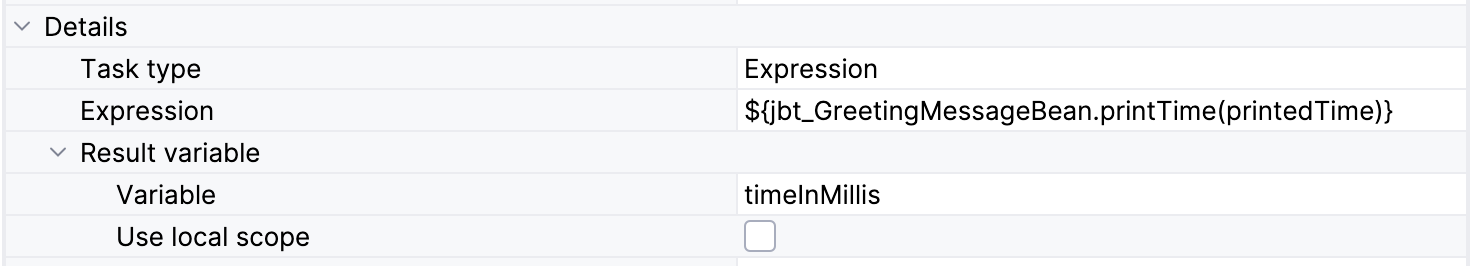 Details
Task type Expression
Expression ${jbt_GreetingMessageBean.printTime(printedTime)}
Result variable
Variable timeInMillis
Use local scope